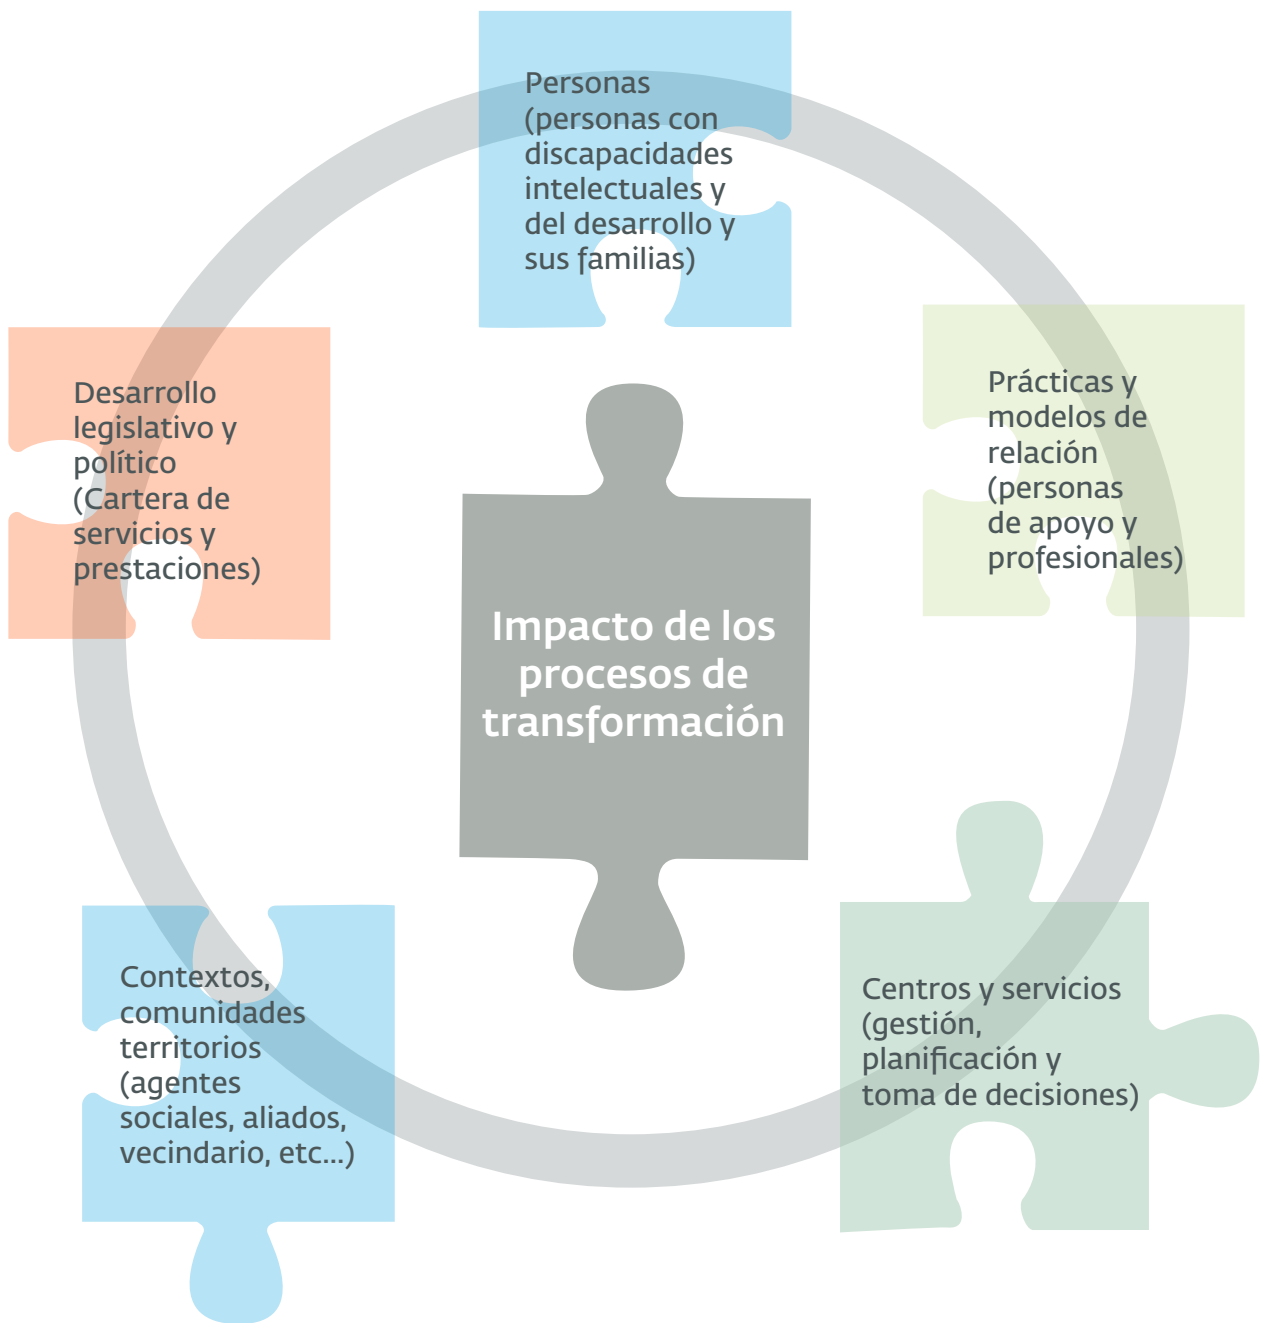 Personas
(personas con
discapacidades
intelectuales y
del desarrollo y
sus familias)
Desarrollo
legislativo y
político
(Cartera de
servicios y
prestaciones)
Prácticas y
modelos de
relación
(personas
de apoyo y
profesionales)
Impacto de los
procesos de
transformación
Contextos,
comunidades
territorios
(agentes
sociales, aliados,
vecindario, etc...)
Centros y servicios
(gestión,
planificación y
toma de decisiones)